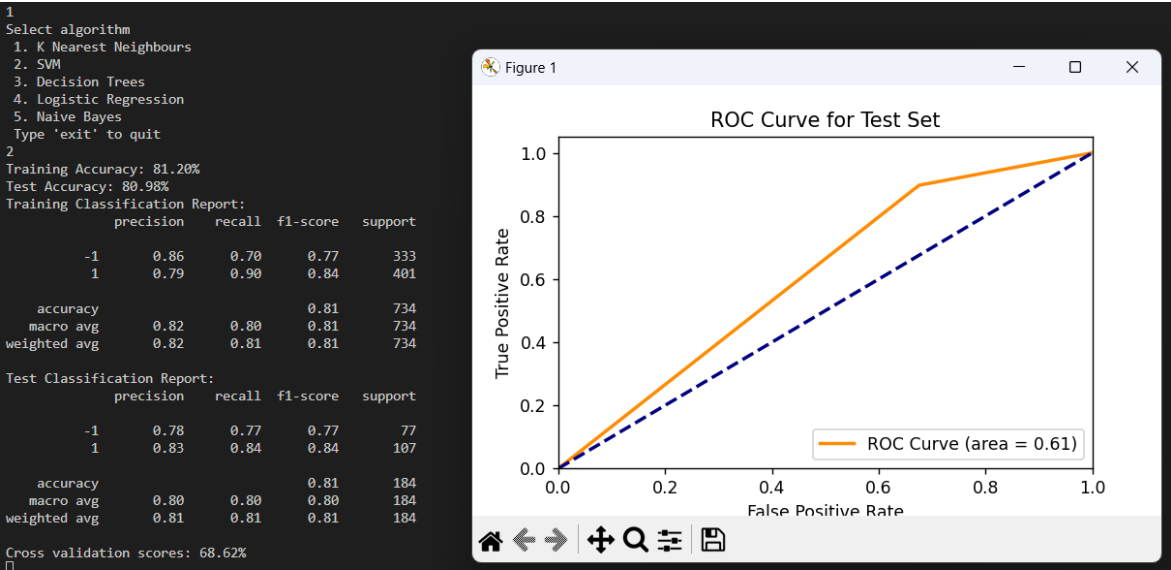 1
Select algorithm
1. K Nearest Neighbours
2. SVM
3. Decision Trees
4. Logistic Regression
5. Naive Bayes
Type 'exit' to quit
2
Training Accuracy: 81.20%
Test Accuracy: 80.98%
Training Classification Report:
precision recall f1-score support
-1 0.86 0.70 0.77 333
1 0.79 0.90 0.84 401
accuracy 0.81 734
macro avg 0.82 0.80 0.81 734
weighted avg 0.82 0.81 0.81 734
Test Classification Report:
precision recall f1-score support
-1 0.78 0.77 0.77 77
1 0.83 0.84 0.84 107
accuracy 0.81 184
macro avg 0.80 0.80 0.80 184
weighted avg 0.81 0.81 0.81 184
Cross validation scores: 68.62%
Figure 1
ROC Curve for Test Set
True Positive Rate
1.0
0.8
0.6
0.4
0.2
0.0
ROC Curve (area = 0.61)
0.0 0.2 0.4 0.6 0.8 1.0
False Positive Rate